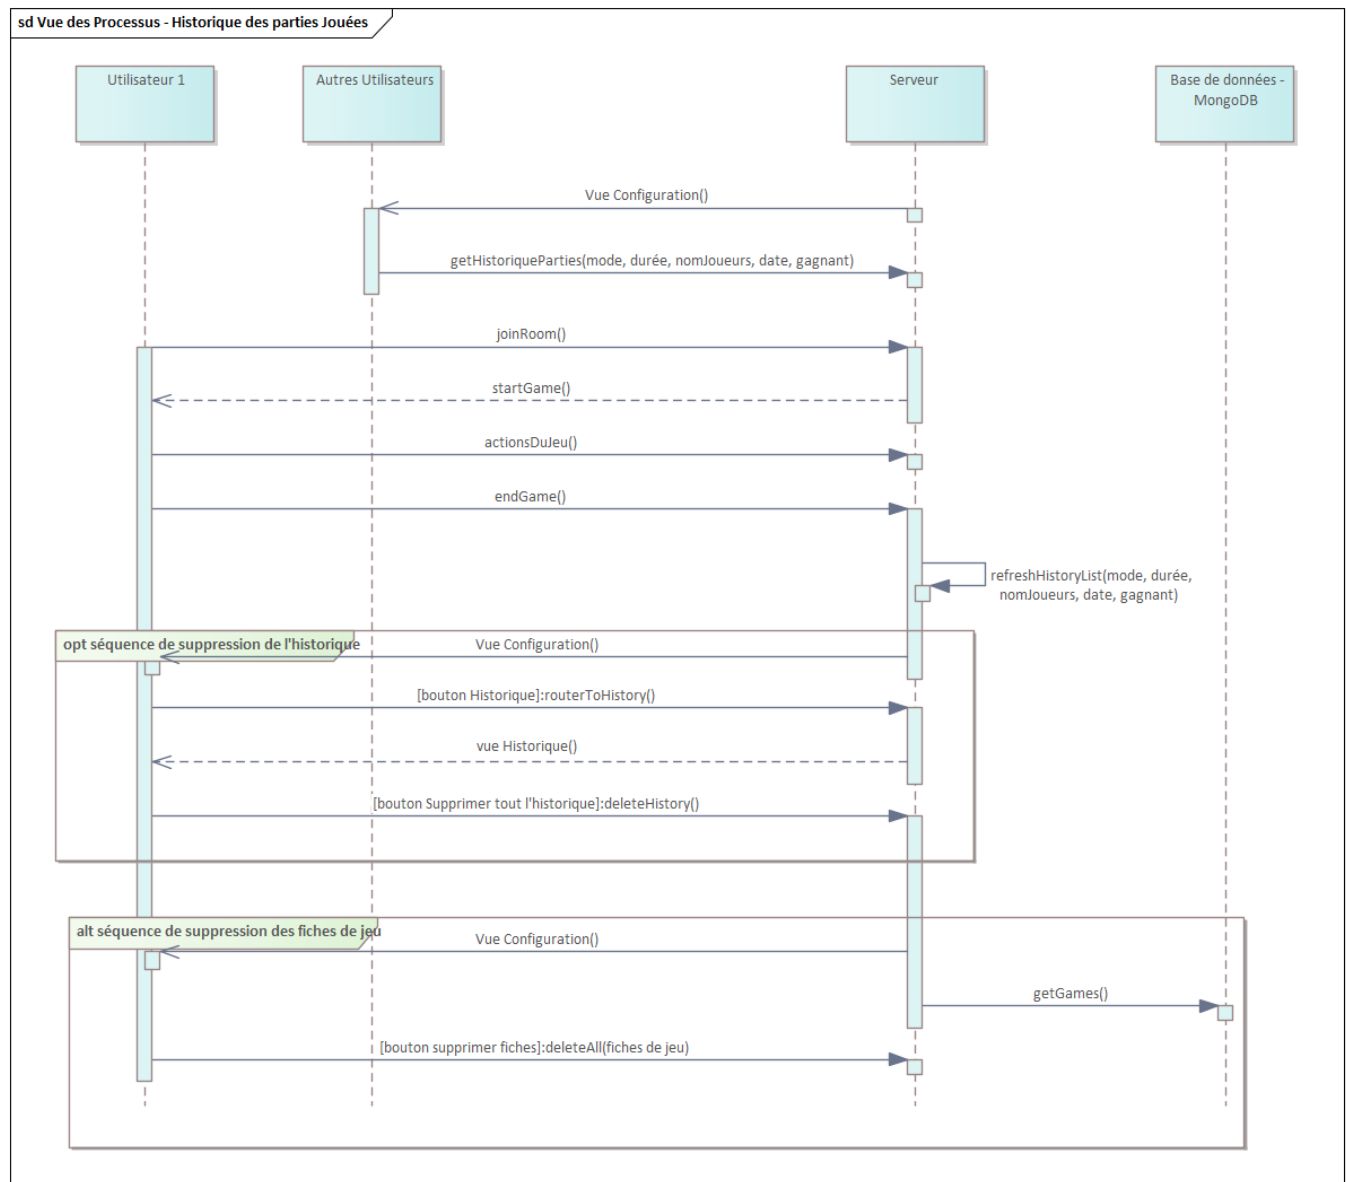 sd Vue des Processus - Historique des parties Jouées
Utilisateur 1
Autres Utilisateurs
Serveur
Base de données -
MongoDB
Vue Configuration()
getHistoriqueParties(mode, durée, nomJoueurs, date, gagnant)
joinRoom()
startGame()
actionsDuJeu()
endGame()
refreshHistoryList(mode, durée,
nomJoueurs, date, gagnant)
opt séquence de suppression de l'historique
Vue Configuration()
[bouton Historique]:routerToHistory()
vue Historique()
[bouton Supprimer tout l'historique]:deleteHistory()
alt séquence de suppression des fiches de jeu
Vue Configuration()
getGames()
[bouton supprimer fiches]:deleteAll(fiches de jeu)